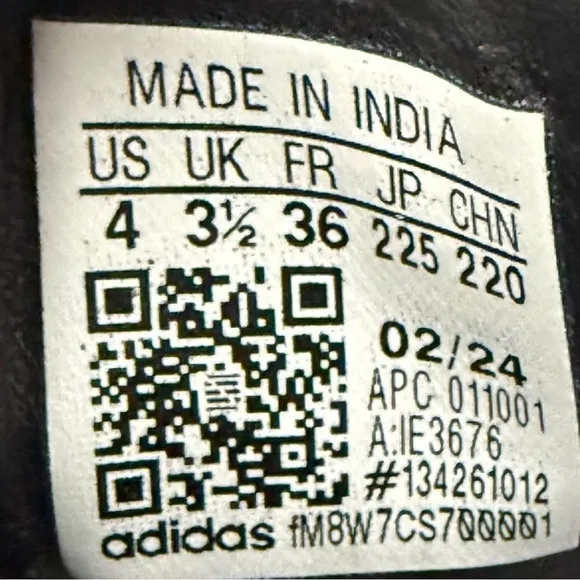 MADE IN INDIA
US UK FR JP CHN
4 3½ 36 225 220
02/24
APC 011001
A:IE3676
#134261012
adidas fM8W7CS700001